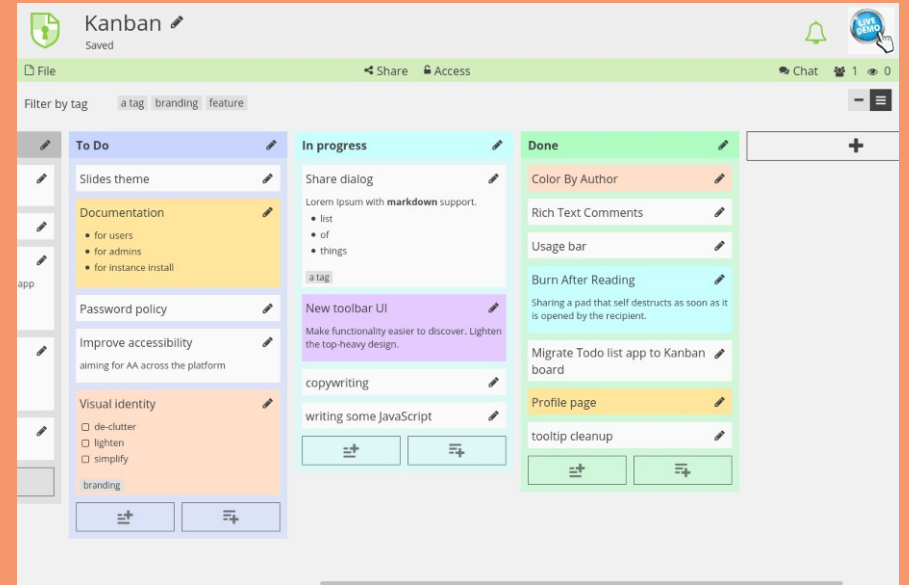 Kanban
Saved
LIVE
DEMO
File
Share
Access
Chat
1
0
Filter by tag
a tag
branding
feature
app
To Do
Slides theme
Documentation
for users
for admins
for instance install
Password policy
Improve accessibility
aiming for AA across the platform
Visual identity
de-clutter
lighten
simplify
branding
In progress
Share dialog
Lorem Ipsum with markdown support.
list
of
things
a tag
New toolbar UI
Make functionality easier to discover. Lighten
the top-heavy design.
copywriting
writing some JavaScript
Done
Color By Author
Rich Text Comments
Usage bar
Burn After Reading
Sharing a pad that self destructs as soon as it
is opened by the recipient.
Migrate Todo list app to Kanban
board
Profile page
tooltip cleanup